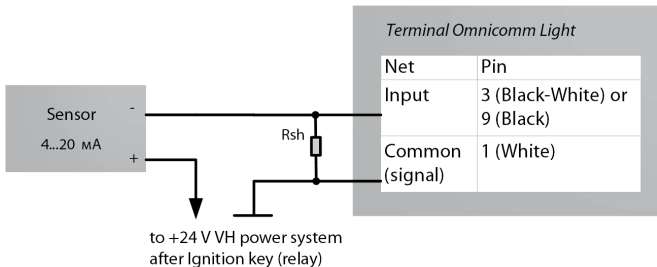 Terminal Omnicomm Light
Net Pin
Input 3 (Black-White) or
9 (Black)
Common 1 (White)
(signal)
Sensor
4...20 мА
-
+
Rsh
to +24 V VH power system
after Ignition key (relay)